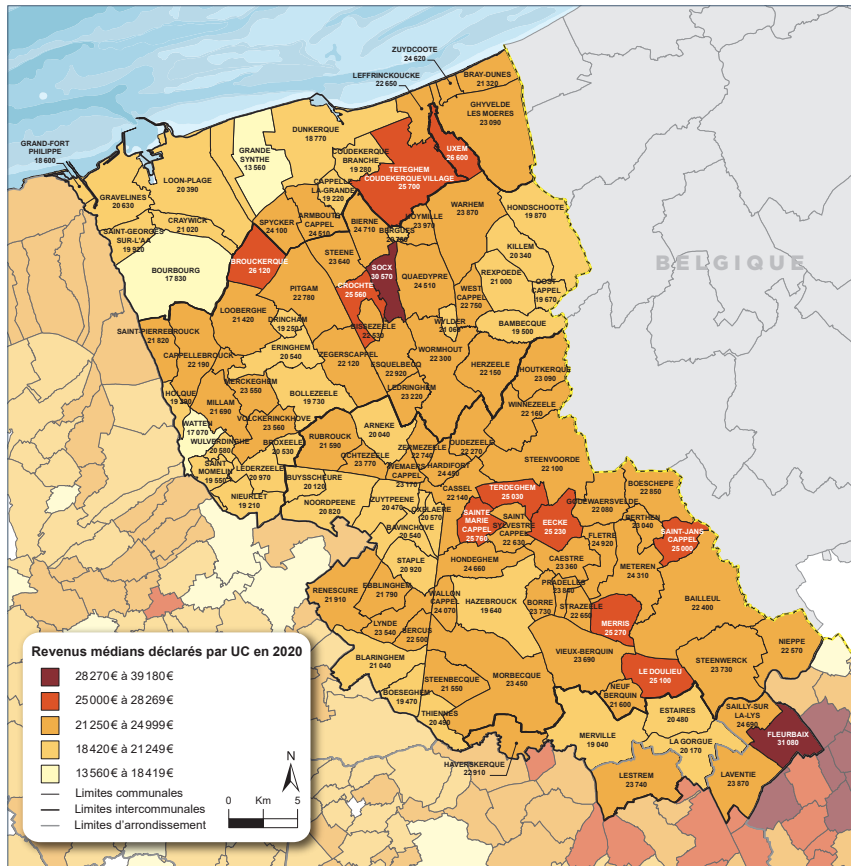 ZUYDCOOTE
24 620
LEFFRINCKOUCKE
22 650
BRAY-DUNES
21 320
GHYVELDE
LES MOERES
23 090
GRAND-FORT
PHILIPPE
18 600
DUNKERQUE
18 770
GRANDE
SYNTHE
13 560
COUDEKERQUE
BRANCHE
19 280
UXEM
26 600
LOON-PLAGE
20 390
CAPPELLE
LA-GRANDE
19 220
TETEGHEM
COUDEKERQUE VILLAGE
25 700
GRAVELINES
20 630
CRAYWICK
21 020
SPYCKER
24 100
ARMBOUTS
CAPPEL
24 510
BIERNE
24 710
HOYMILLE
23 970
WARHEM
23 870
HONDSCHOOTE
19 870
SAINT-GEORGES
SUR-L'AA
19 920
BERGUES
BROUCKERQUE
26 120
STEENE
23 640
SOCX
30 570
KILLEM
20 340
BOURBOURG
17 830
CROCHTE
25 560
QUAEDYPRE
24 510
REXPOEDE
21 000
OOST
CAPPEL
19 670
BELGIQUE
PITGAM
22 780
WEST
CAPPEL
22 750
LOOBERGHE
21 420
DRINCHAM
19 250
BISSEZEELE
22 530
WYLDER
21 060
BAMBECQUE
19 500
SAINT-PIERREBROUCK
21 820
ERINGHEM
20 540
ZEGERSCAPPEL
22 120
ESQUELBECQ
22 920
WORMHOUT
22 300
HERZEELE
22 150
HOUTKERQUE
23 090
CAPPELLEBROUCK
22 190
MERCKEGHEM
23 550
LEDRINGHEM
23 220
HOLQUE
19 290
MILLAM
21 690
BOLLEZEELE
19 730
WINNEZEELE
22 160
WATTEN
17 070
VOLCKERINCKHOVE
23 560
ARNEKE
20 040
WULVERDINGHE
20 580
BROXEELE
20 530
RUBROUCK
21 590
OCHTEZEELE
23 770
ZERMEZEELE
22 740
OUDEZEELE
22 270
STEENVOORDE
22 100
SAINT
MOMELIN
19 550
LEDERZEELE
20 970
BUYSSCHEURE
20 120
WEMAERS
CAPPEL
23 170
HARDIFORT
24 490
NIEURLET
19 210
NOORDPEENE
20 820
ZUYTPEENE
20 470
CASSEL
22 140
TERDEGHEM
25 030
BOESCHEPE
22 850
GODEWAERSVELDE
22 080
OXELAERE
20 570
SAINTE
MARIE
CAPPEL
25 760
SAINT
SYLVESTRE
CAPPEL
22 630
EECKE
25 230
BERTHEN
23 040
BAVINCHOVE
20 540
FLETRE
24 920
SAINT-JANS
CAPPEL
25 000
STAPLE
20 920
HONDEGHEM
24 660
CAESTRE
23 360
METEREN
24 310
RENESCURE
21 910
EBBLINGHEM
21 790
WALLON
CAPPEL
24 070
HAZEBROUCK
19 640
PRADELLES
23 840
BORRE
23 730
STRAZEELE
22 650
BAILLEUL
22 400
LYNDE
23 540
SERCUS
22 500
MERRIS
25 270
BLARINGHEM
21 040
VIEUX-BERQUIN
23 690
NIEPPE
22 570
LE DOULIEU
25 100
STEENWERCK
23 730
STEENBECQUE
21 550
MORBECQUE
23 450
BOESEGHEM
19 470
NEUF
BERQUIN
21 600
THIENNES
20 490
ESTAIRES
20 480
SAILLY-SUR
LA-LYS
24 690
MERVILLE
19 040
LA GORGUE
20 170
FLEURBAIX
31 080
HAVERSKERQUE
22 910
LESTREM
23 740
LAVENTIE
23 870
Revenus médians déclarés par UC en 2020
28 270 € à 39 180 €
25 000 € à 28 269 €
21 250 € à 24 999 €
18 420 € à 21 249 €
13 560 € à 18 419 €
Limites communales
Limites intercommunales
Limites d'arrondissement
N
0 Km 5